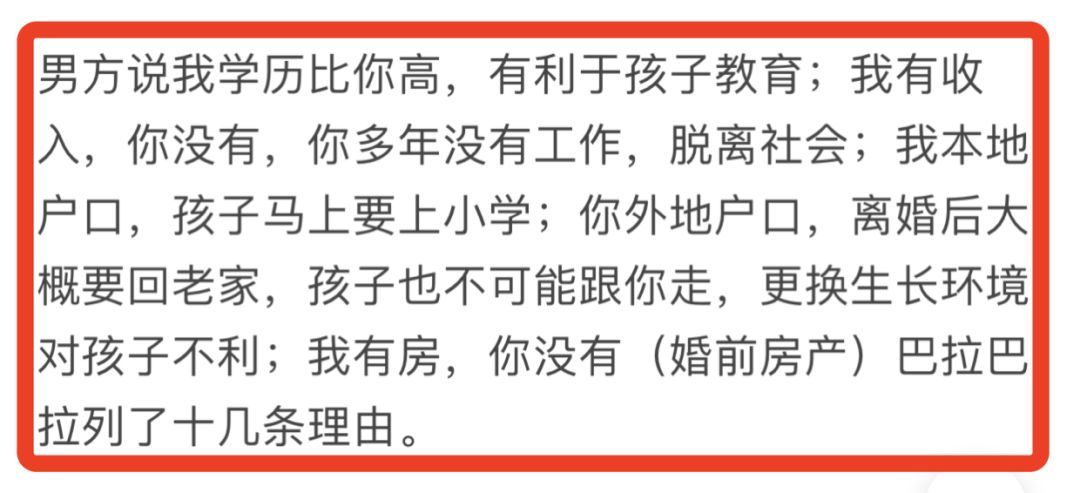 男方说我学历比你高，有利于孩子教育；我有收
入，你没有，你多年没有工作，脱离社会；我本地
户口，孩子马上要上小学；你外地户口，离婚后大
概要回老家，孩子也不可能跟你走，更换生长环境
对孩子不利；我有房，你没有（婚前房产）巴拉巴
拉列了十几条理由。